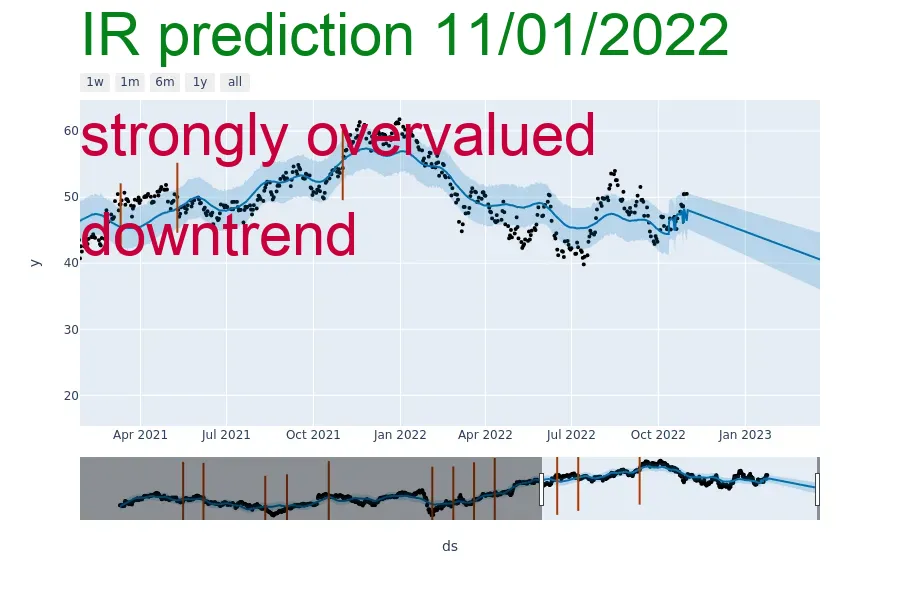 IR prediction 11/01/2022
1w 1m 6m 1y all
strongly overvalued
downtrend
60
50
40
30
20
y
Apr 2021 Jul 2021 Oct 2021 Jan 2022 Apr 2022 Jul 2022 Oct 2022 Jan 2023
ds